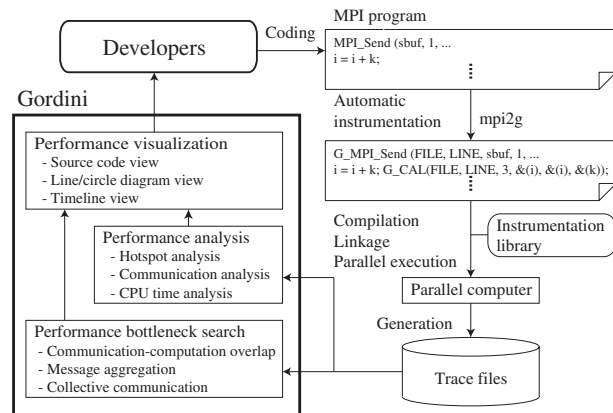 MPI program
Developers
Coding
MPI_Send (sbuf, 1, ...
i = i + k;
Automatic
instrumentation
mpi2g
Gordini
Performance visualization
- Source code view
- Line/circle diagram view
- Timeline view
G_MPI_Send (FILE, LINE, sbuf, 1, ...
i = i + k; G_CAL(FILE, LINE, 3, &(i), &(i), &(k));
Performance analysis
- Hotspot analysis
- Communication analysis
- CPU time analysis
Compilation
Linkage
Parallel execution
Instrumentation
library
Parallel computer
Generation
Performance bottleneck search
- Communication-computation overlap
- Message aggregation
- Collective communication
Trace files